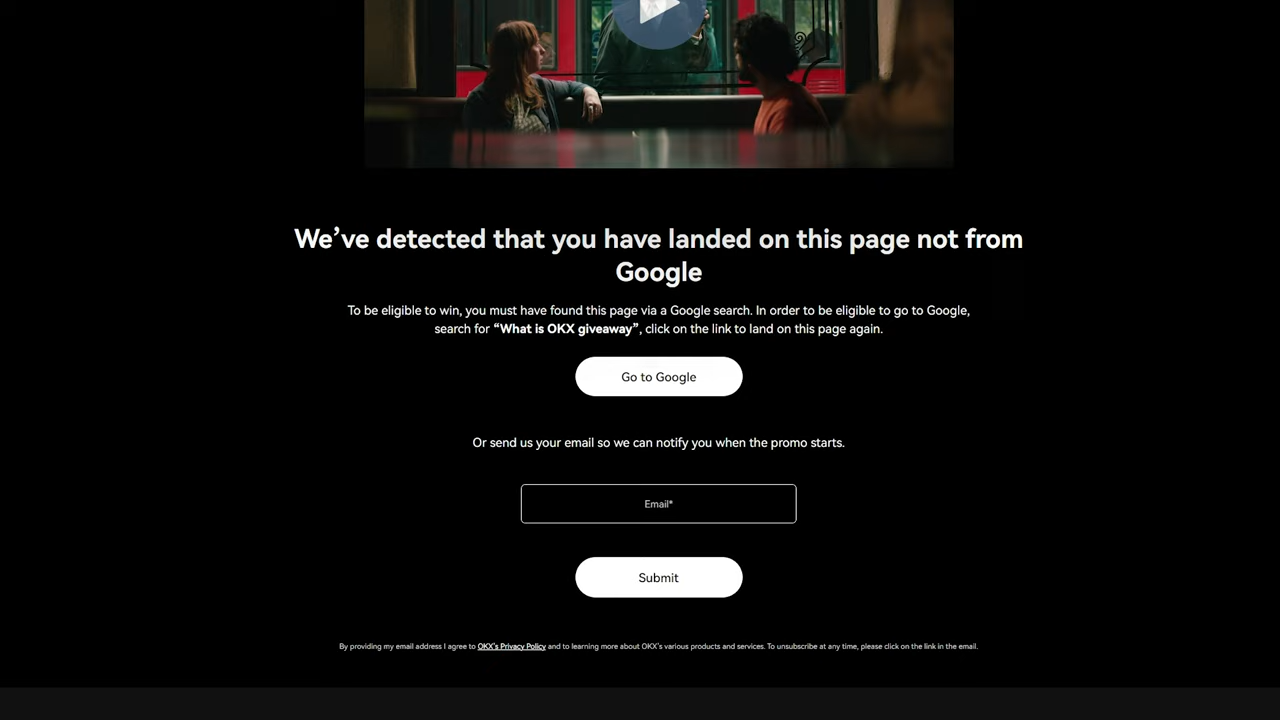 We’ve detected that you have landed on this page not from
Google
To be eligible to win, you must have found this page via a Google search. In order to be eligible to go to Google,
search for “What is OKX giveaway”, click on the link to land on this page again.
Go to Google
Or send us your email so we can notify you when the promo starts.
Email*
Submit
By providing my email address I agree to OKX's Privacy Policy and to learning more about OKX's various products and services. To unsubscribe at any time, please click on the link in the email.